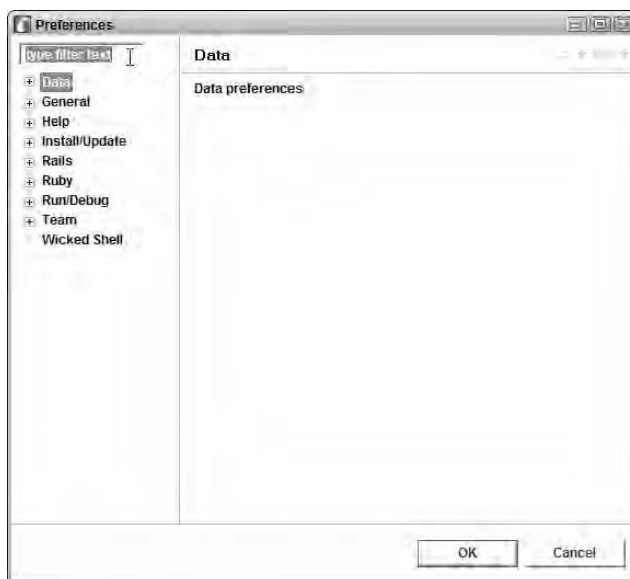 Preferences
type filter text
Data
General
Help
Install/Update
Rails
Ruby
Run/Debug
Team
Wicked Shell
Data
Data preferences
OK
Cancel